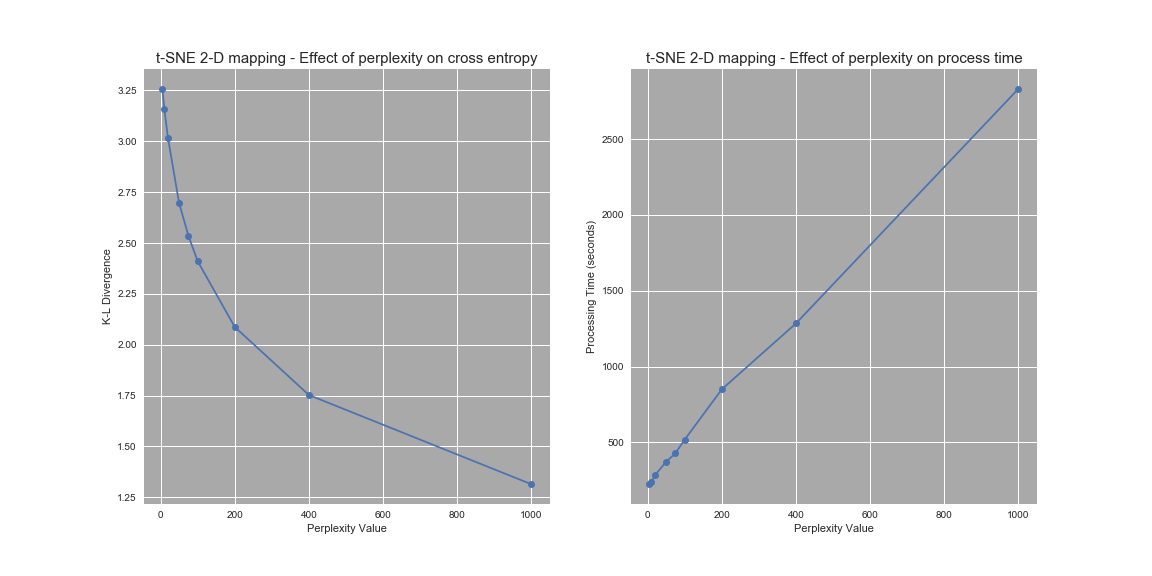 t-SNE 2-D mapping - Effect of perplexity on cross entropy
3.25
3.00
2.75
2.50
2.25
2.00
1.75
1.50
1.25
K-L Divergence
0 200 400 600 800 1000
Perplexity Value
t-SNE 2-D mapping - Effect of perplexity on process time
2500
2000
1500
1000
500
Processing Time (seconds)
0 200 400 600 800 1000
Perplexity Value